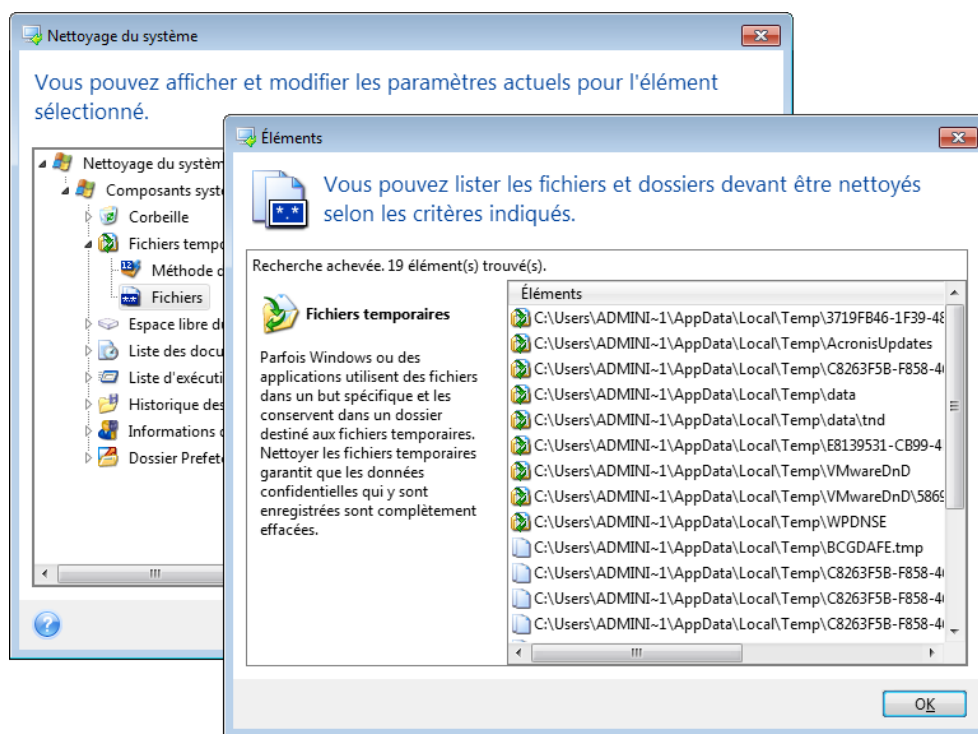 Nettoyage du système
Vous pouvez afficher et modifier les paramètres actuels pour l'élément
sélectionné.
Nettoyage du systèm
Composants systé
Corbeille
Fichiers tempo
Méthode d
Fichiers
Espace libre du
Liste des docu
Liste d'exécuti
Historique des
Informations d
Dossier Prefetc
Éléments
Vous pouvez lister les fichiers et dossiers devant être nettoyés
selon les critères indiqués.
*.*
Recherche achevée. 19 élément(s) trouvé(s).
Fichiers temporaires
Parfois Windows ou des
applications utilisent des fichiers
dans un but spécifique et les
conservent dans un dossier
destiné aux fichiers temporaires.
Nettoyer les fichiers temporaires
garantit que les données
confidentielles qui y sont
enregistrées sont complètement
effacées.
Éléments
C:\Users\ADMINI~1\AppData\Local\Temp\3719FB46-1F39-48
C:\Users\ADMINI~1\AppData\Local\Temp\AcronisUpdates
C:\Users\ADMINI~1\AppData\Local\Temp\C8263F5B-F858-40
C:\Users\ADMINI~1\AppData\Local\Temp\data
C:\Users\ADMINI~1\AppData\Local\Temp\data\tnd
C:\Users\ADMINI~1\AppData\Local\Temp\E8139531-CB99-4
C:\Users\ADMINI~1\AppData\Local\Temp\VMwareDnD
C:\Users\ADMINI~1\AppData\Local\Temp\VMwareDnD\5869
C:\Users\ADMINI~1\AppData\Local\Temp\WPDNSE
C:\Users\ADMINI~1\AppData\Local\Temp\BCGDAFE.tmp
C:\Users\ADMINI~1\AppData\Local\Temp\C8263F5B-F858-40
C:\Users\ADMINI~1\AppData\Local\Temp\C8263F5B-F858-40
C:\Users\ADMINI~1\AppData\Local\Temp\C8263F5B-F858-40
OK